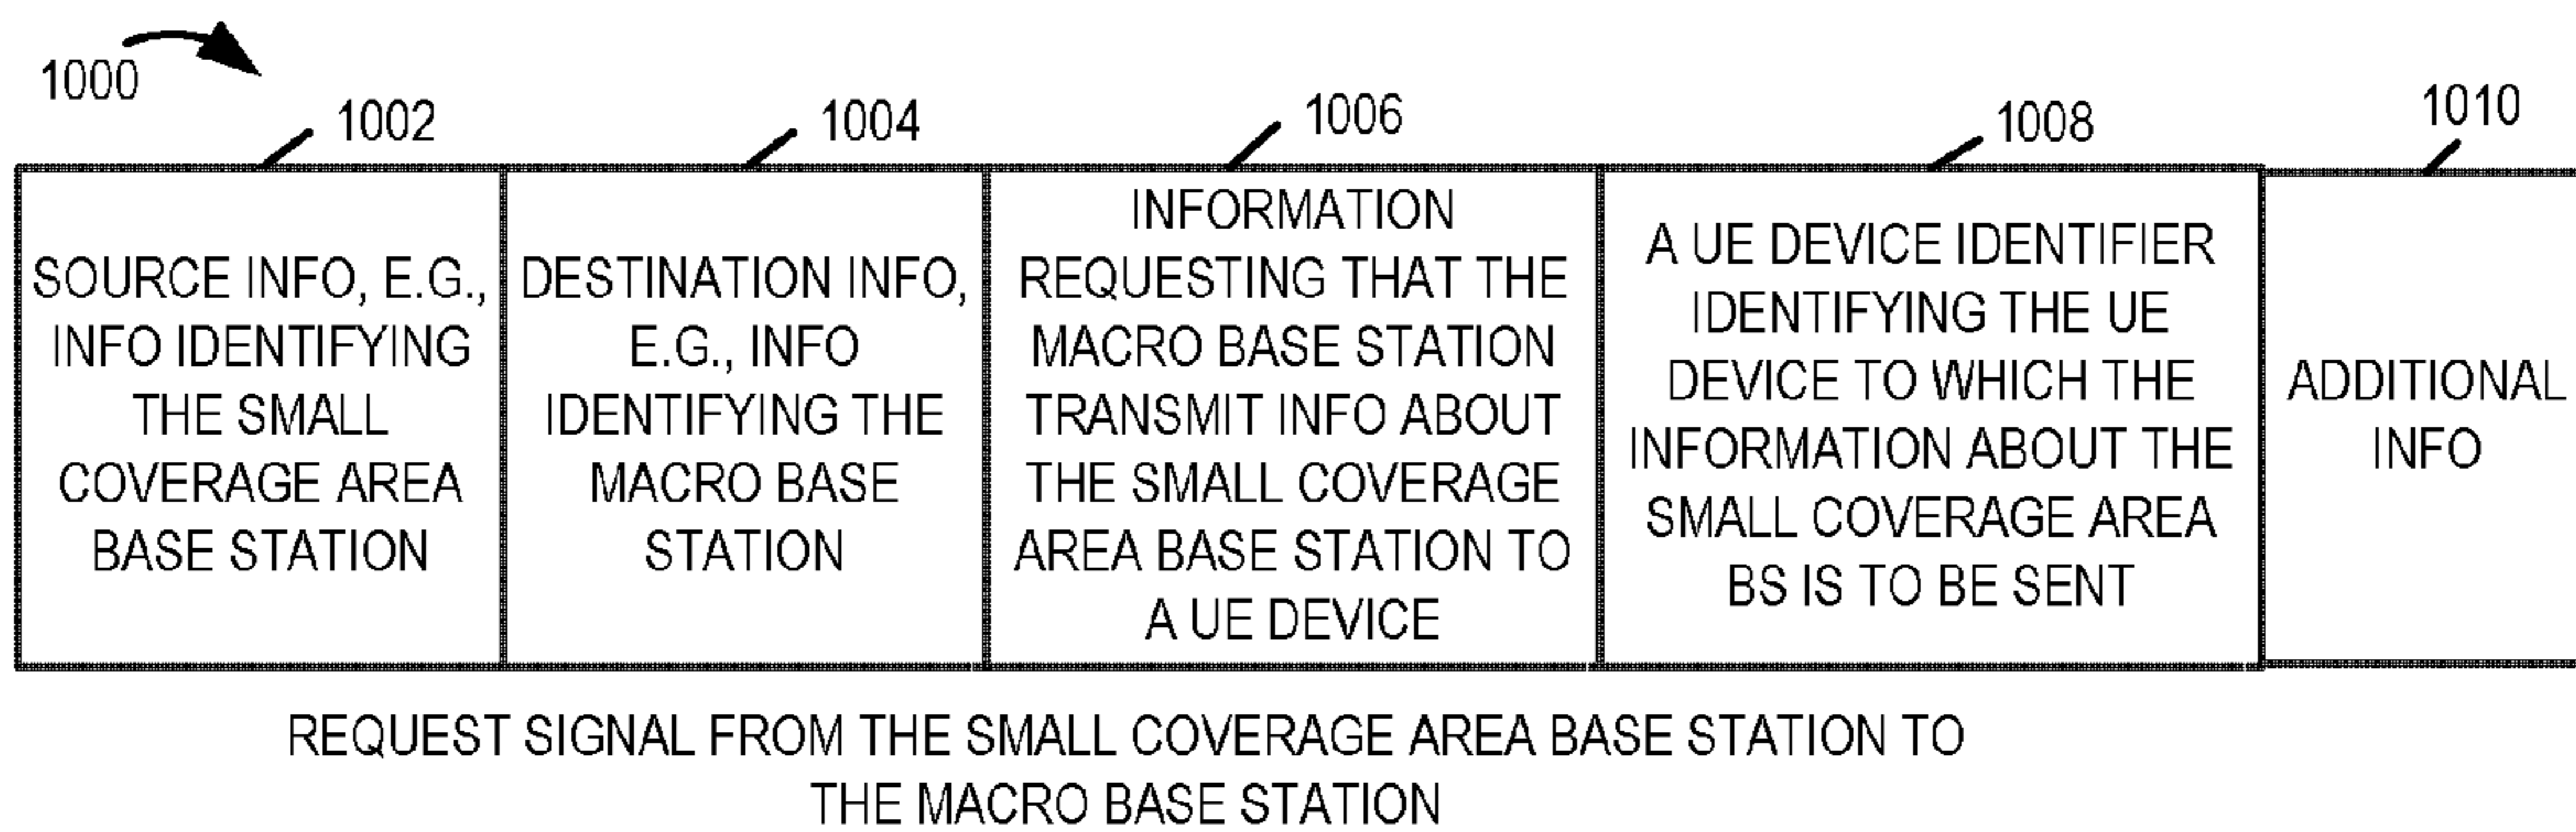 1000
1002
1004
1006
1008
1010
SOURCE INFO, E.G.,
INFO IDENTIFYING
THE SMALL
COVERAGE AREA
BASE STATION
DESTINATION INFO,
E.G., INFO
IDENTIFYING THE
MACRO BASE
STATION
INFORMATION
REQUESTING THAT THE
MACRO BASE STATION
TRANSMIT INFO ABOUT
THE SMALL COVERAGE
AREA BASE STATION TO
A UE DEVICE
A UE DEVICE IDENTIFIER
IDENTIFYING THE UE
DEVICE TO WHICH THE
INFORMATION ABOUT THE
SMALL COVERAGE AREA
BS IS TO BE SENT
ADDITIONAL
INFO
REQUEST SIGNAL FROM THE SMALL COVERAGE AREA BASE STATION TO
THE MACRO BASE STATION